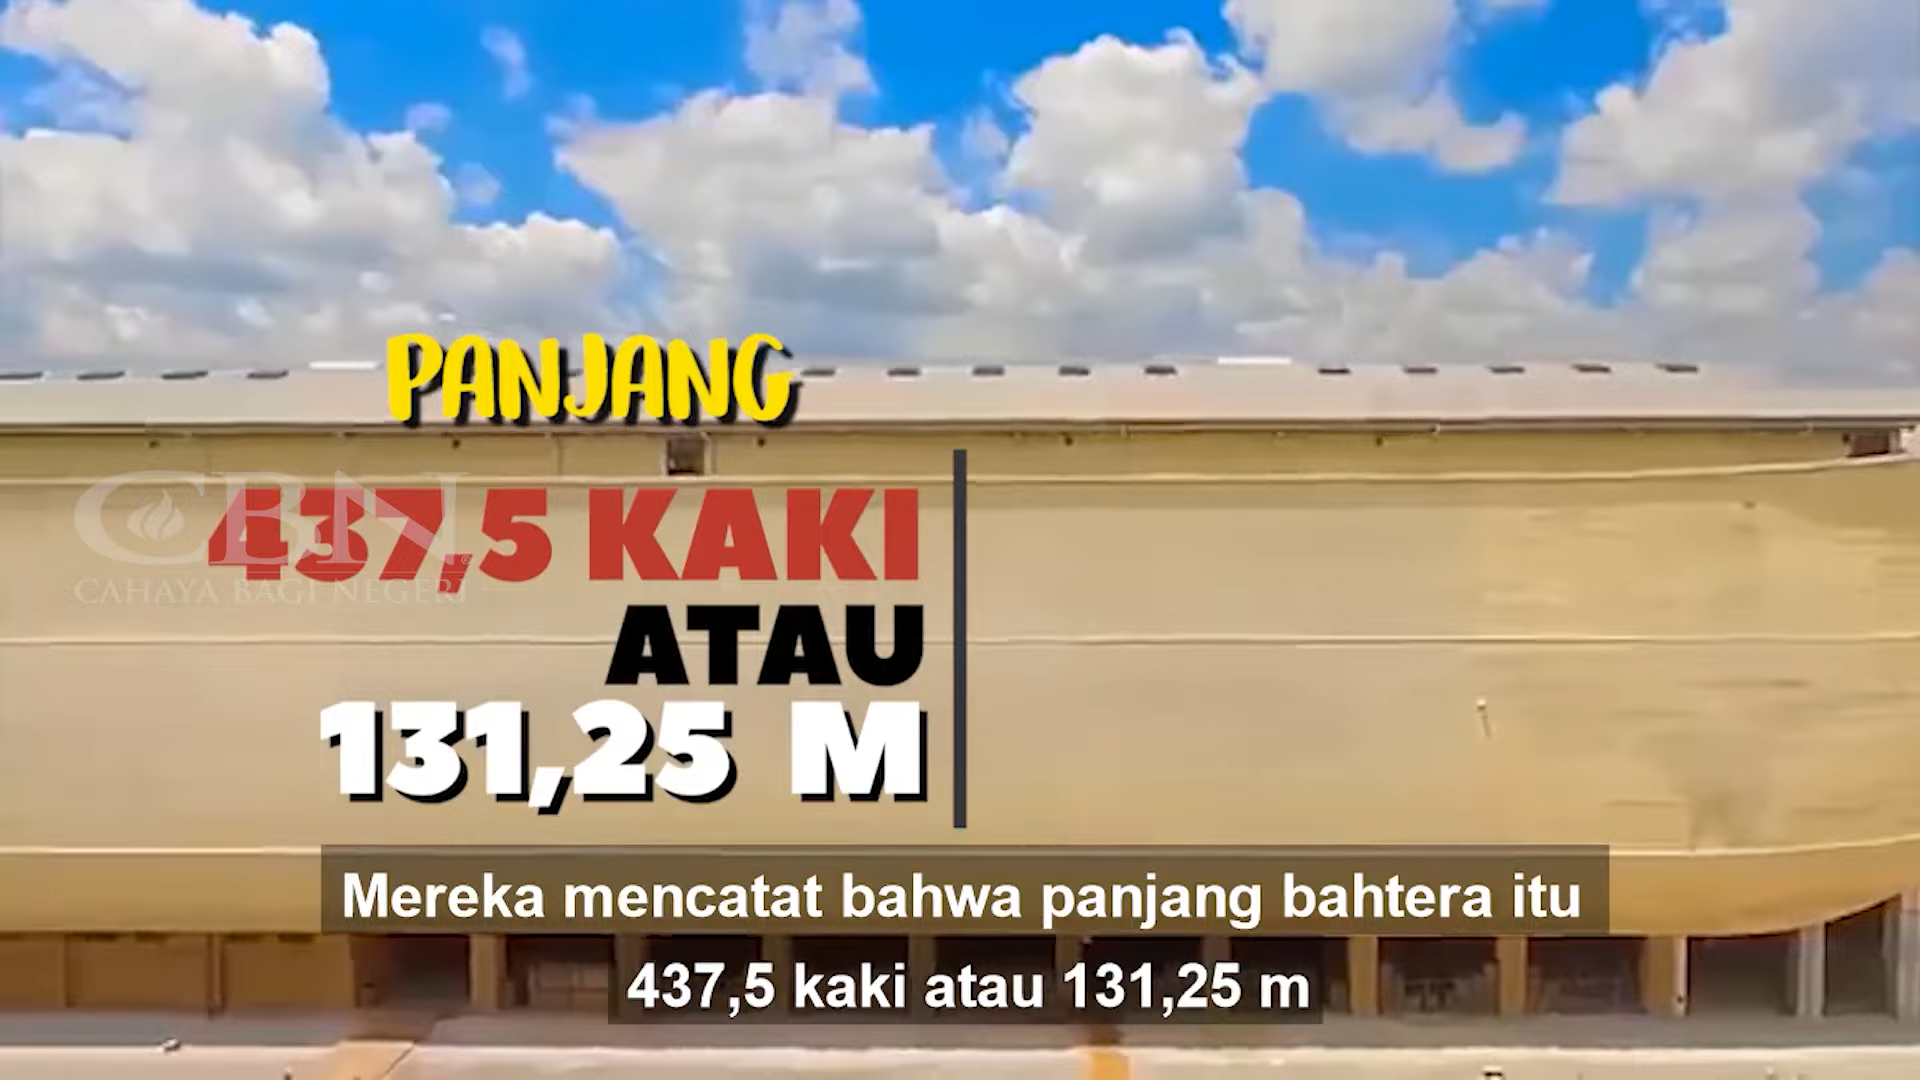 PANJANG
437,5 KAKI
CBN®
CAHAYA BAGI NEGERI
ATAU
131,25 M
Mereka mencatat bahwa panjang bahtera itu
437,5 kaki atau 131,25 m